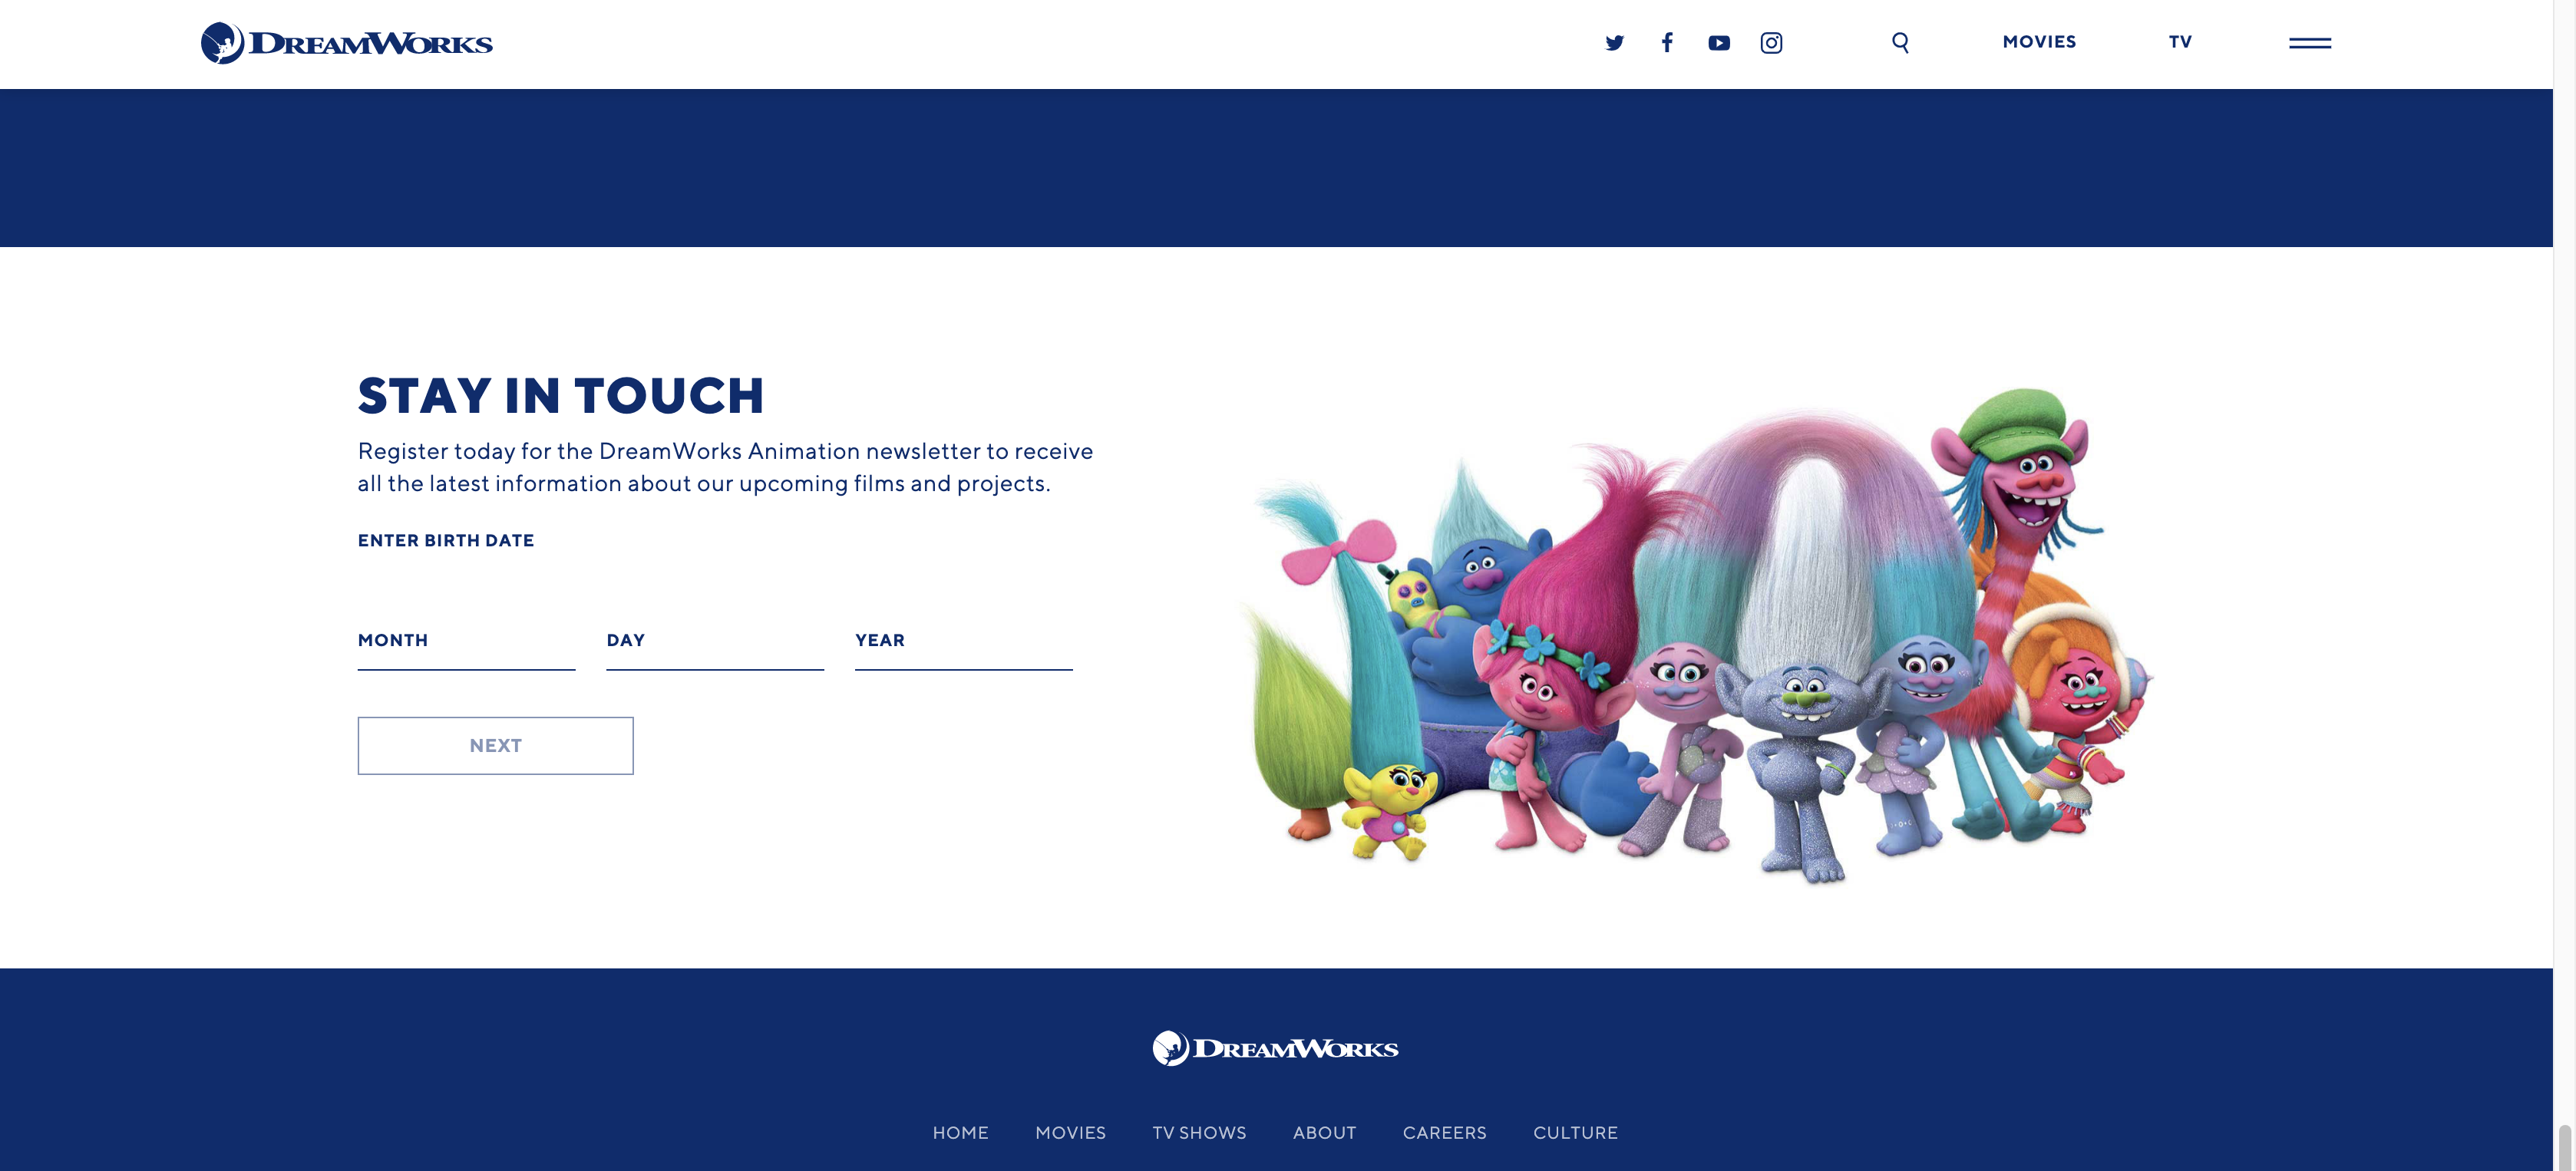 DREAMWORKS
MOVIES
TV
STAY IN TOUCH
Register today for the DreamWorks Animation newsletter to receive
all the latest information about our upcoming films and projects.
ENTER BIRTH DATE
MONTH
DAY
YEAR
NEXT
DREAMWORKS
HOME
MOVIES
TV SHOWS
ABOUT
CAREERS
CULTURE